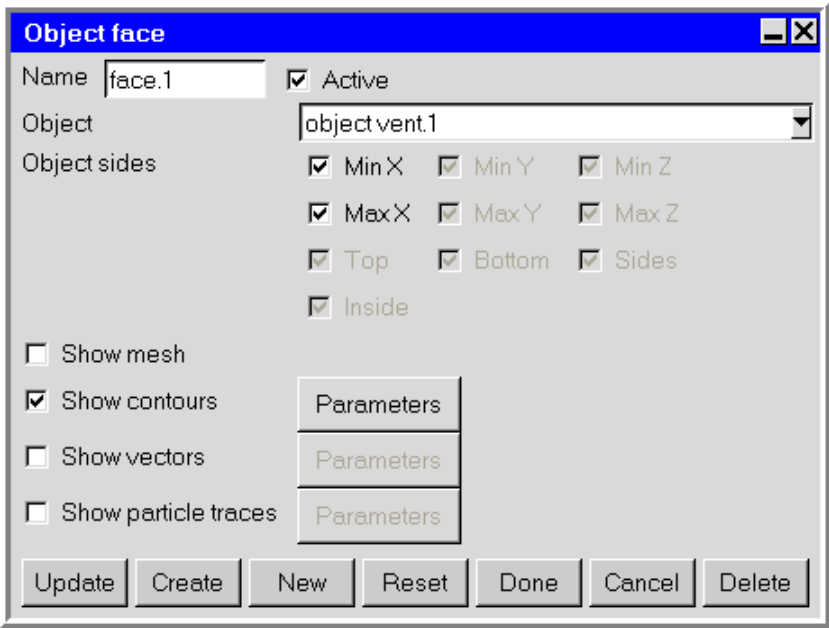 Object face
Name face.1 Active
Object object vent.1
Object sides Min X Min Y Min Z
Max X Max Y Max Z
Top Bottom Sides
Inside
Show mesh
Show contours Parameters
Show vectors Parameters
Show particle traces Parameters
Update Create New Reset Done Cancel Delete